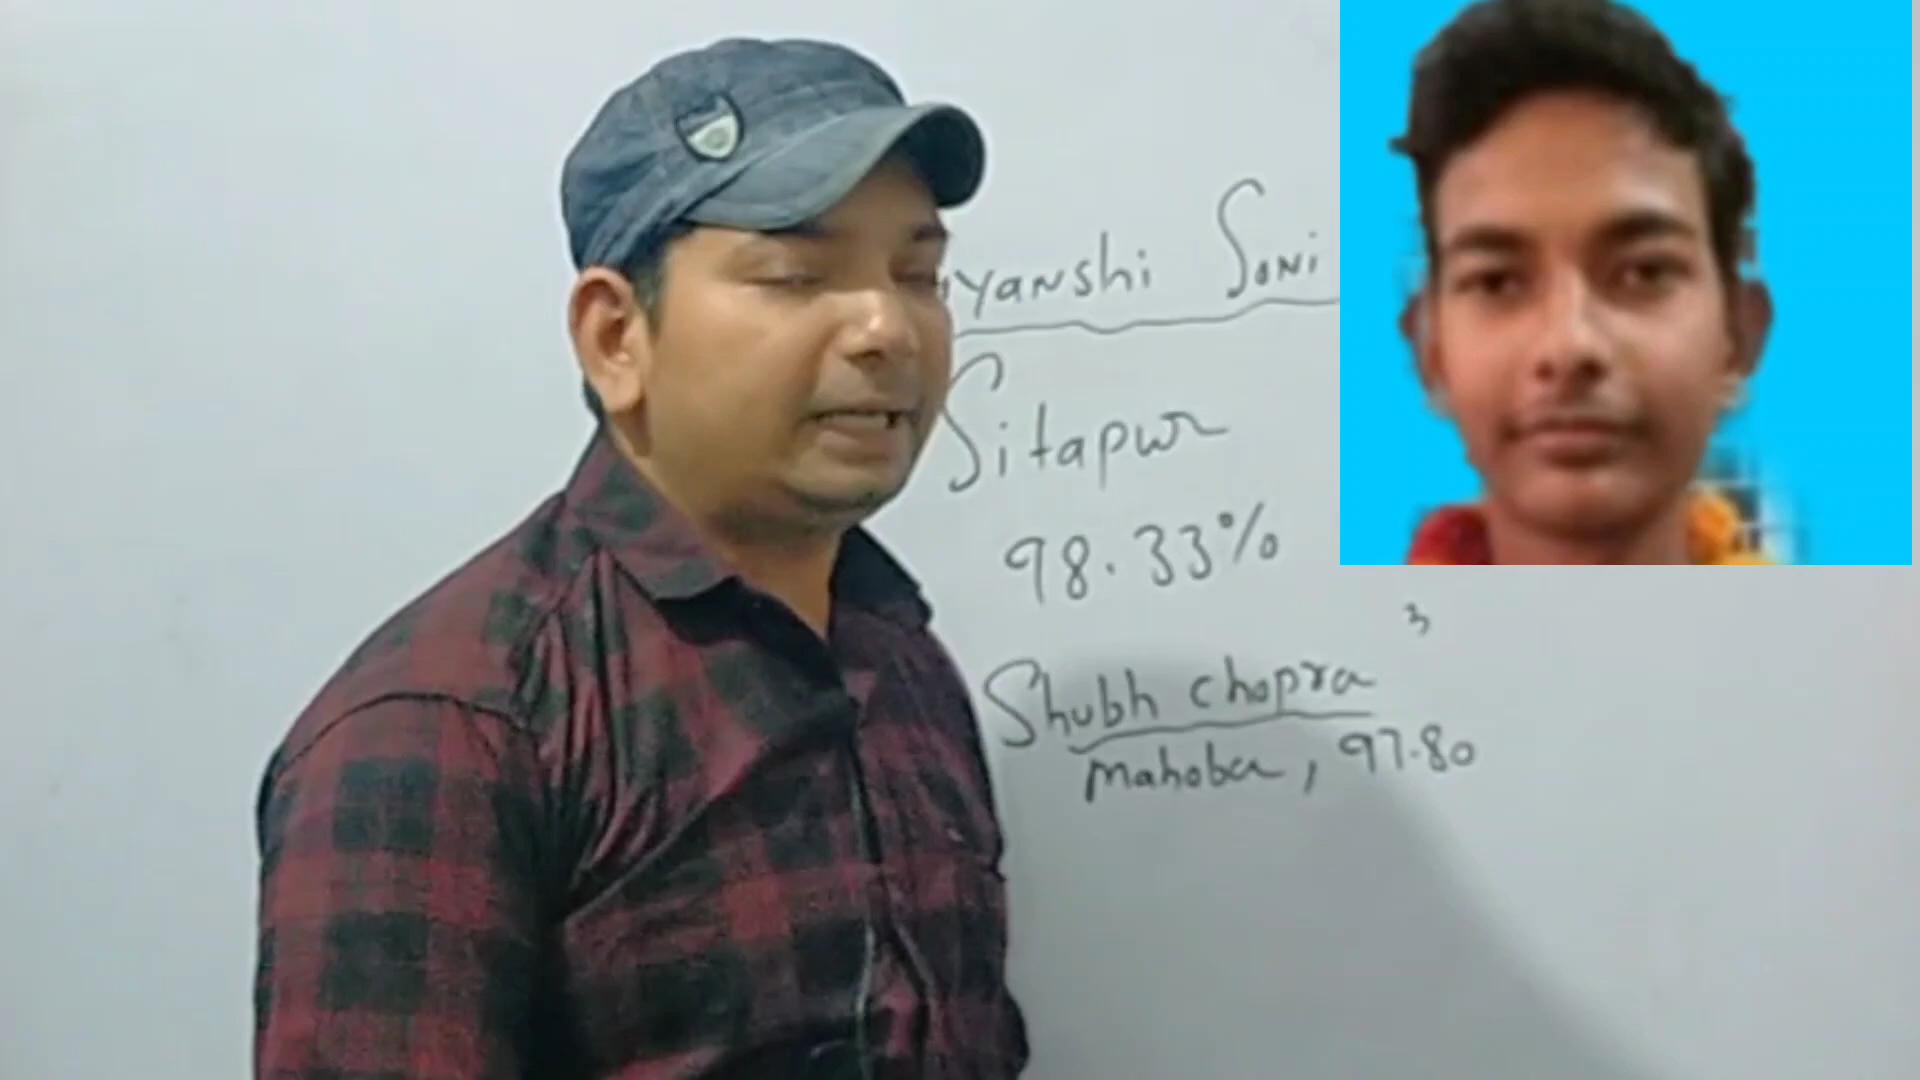 yanshi Soni
Sitapur
98.33%
3
Shubh chopra
Mahoba, 97.80